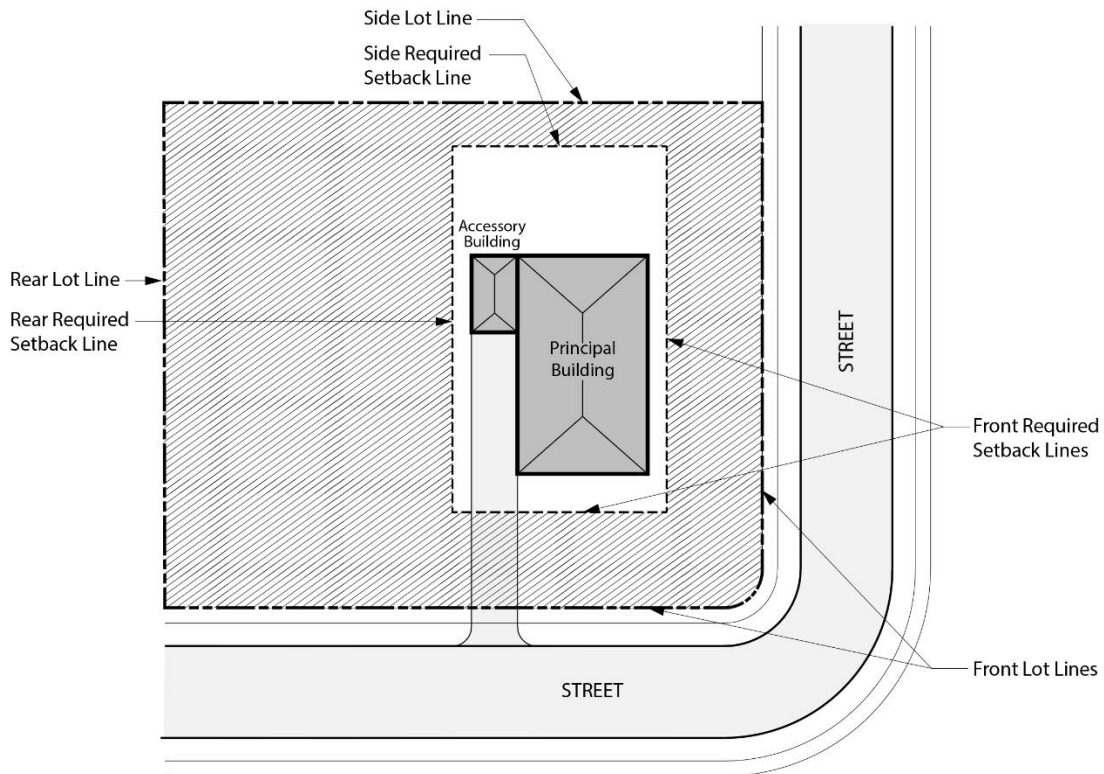 Side Lot Line
Side Required
Setback Line
Accessory
Building
Rear Lot Line
Rear Required
Setback Line
Principal
Building
STREET
Front Required
Setback Lines
Front Lot Lines
STREET